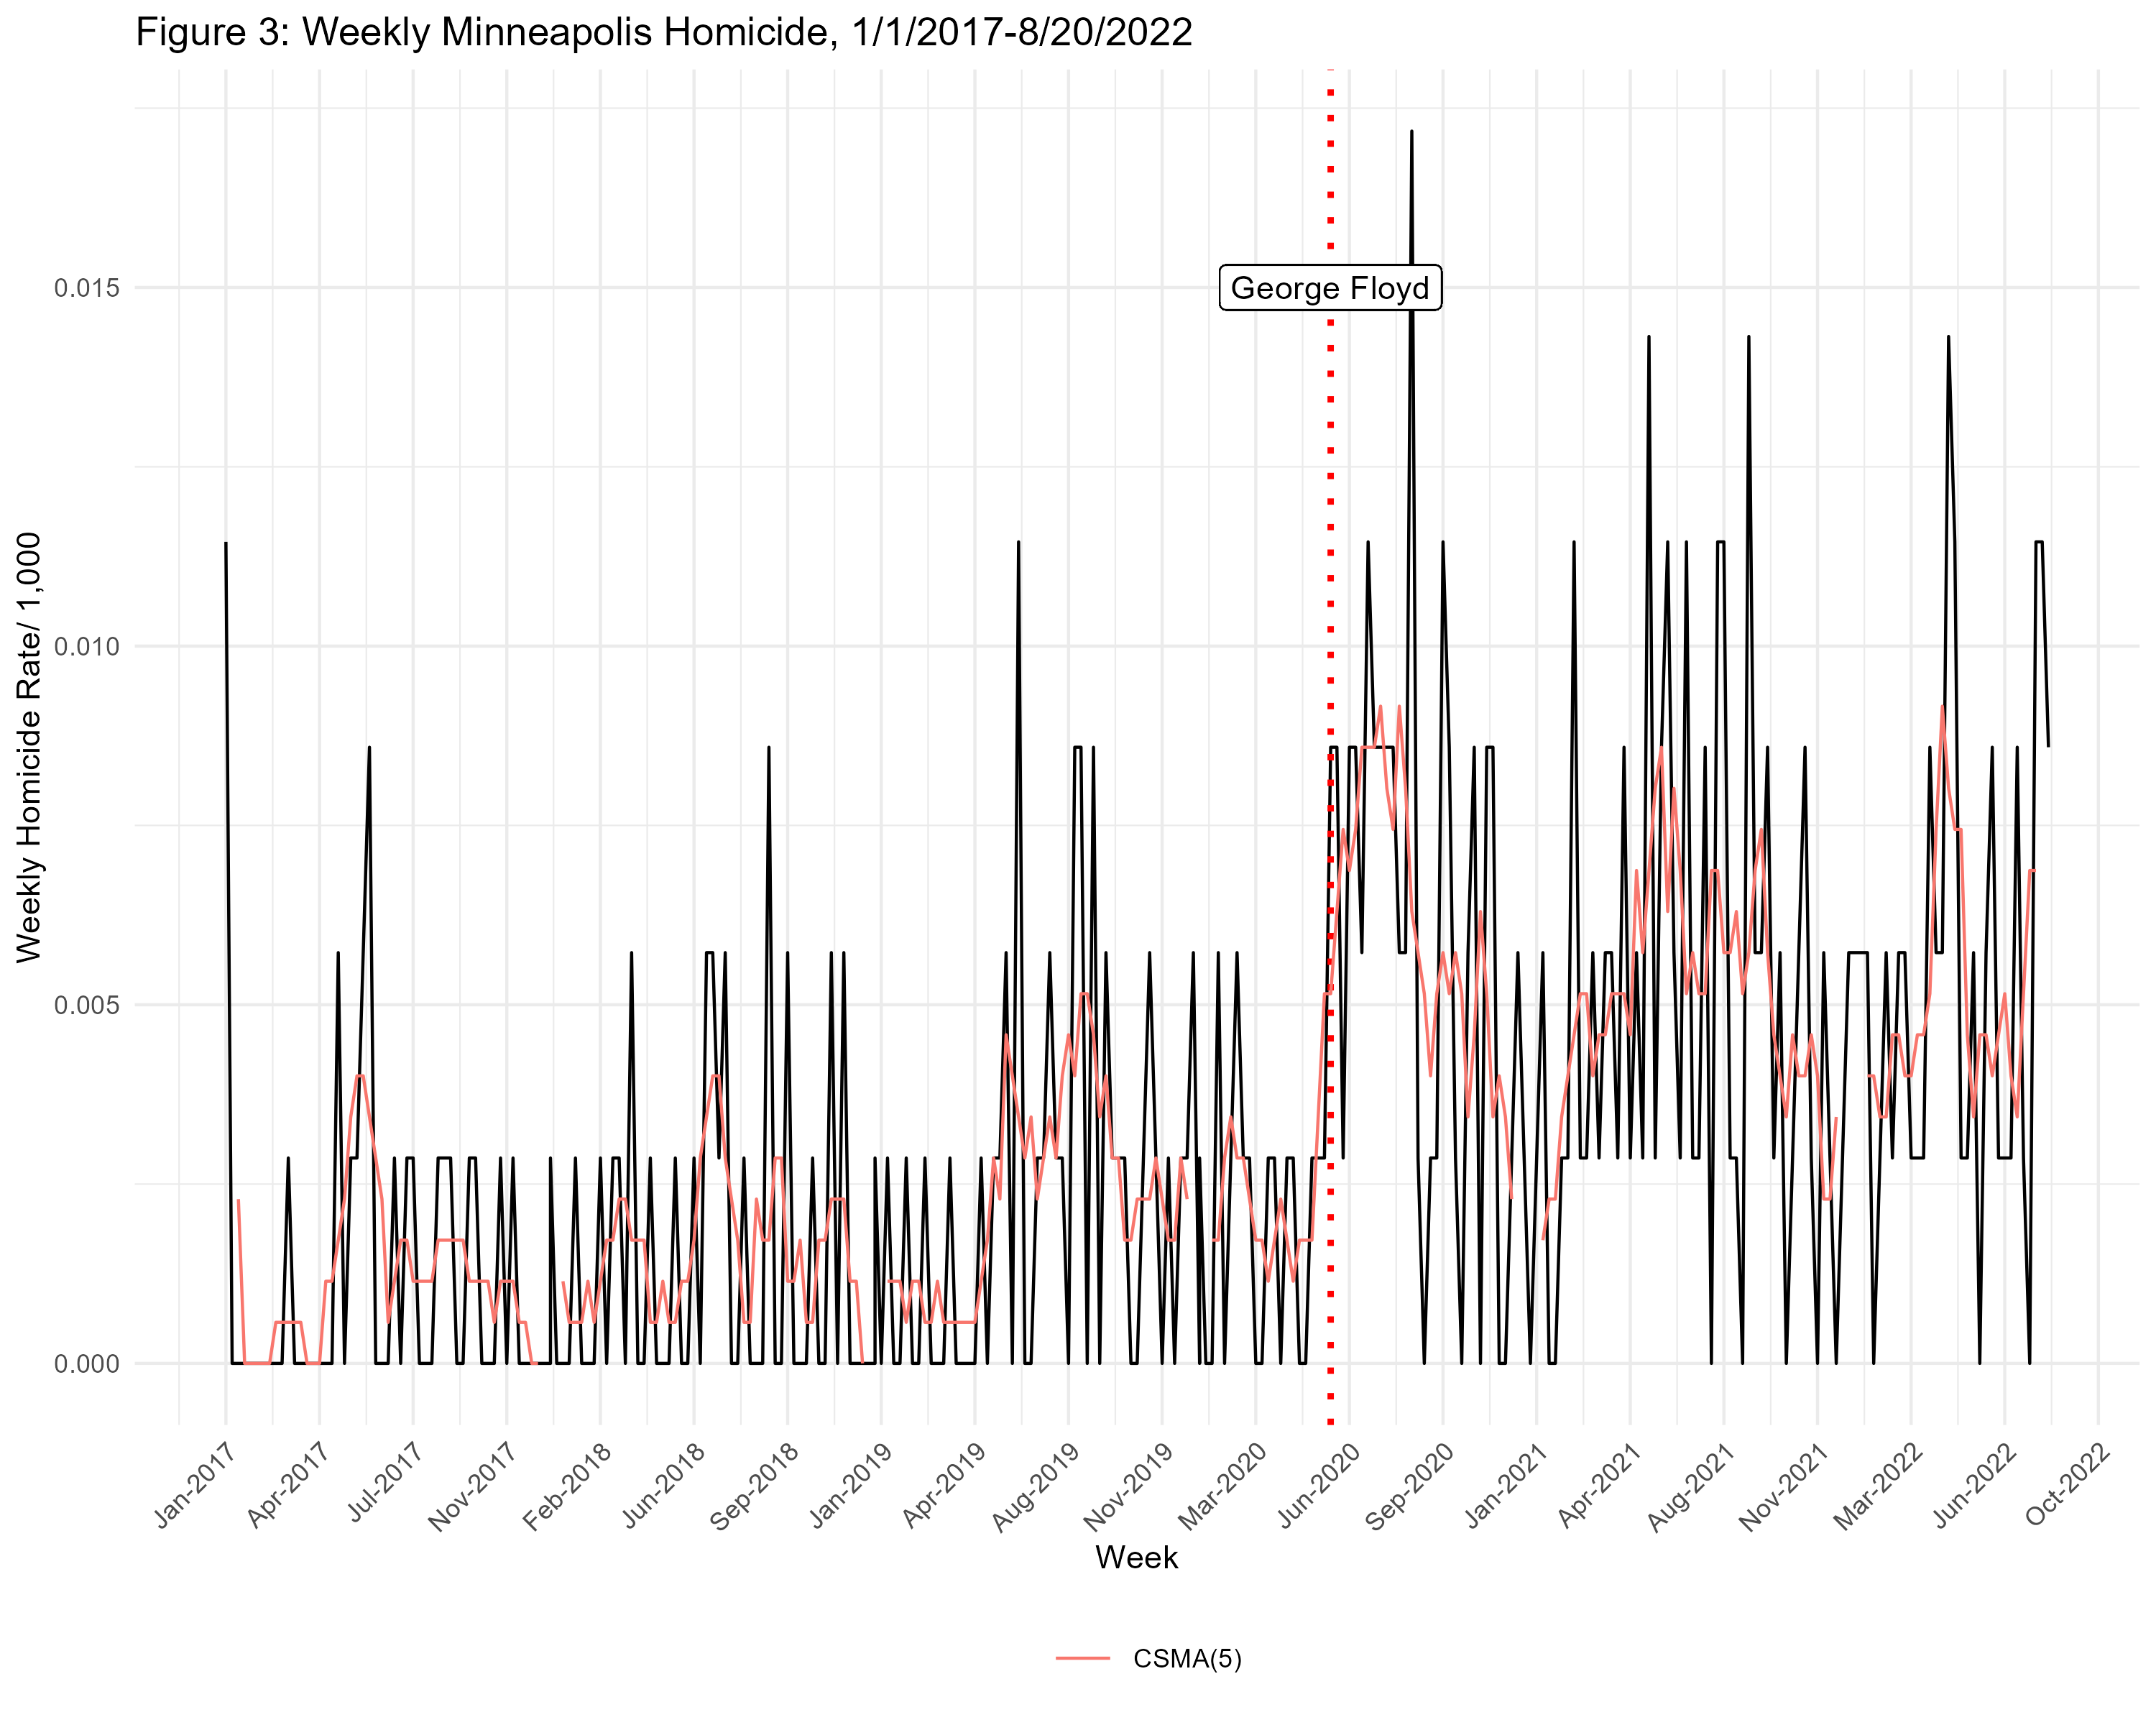 Figure 3: Weekly Minneapolis Homicide, 1/1/2017-8/20/2022
Weekly Homicide Rate/ 1,000
0.015
0.010
0.005
0.000
George Floyd
Jan-2017
Apr-2017
Jul-2017
Nov-2017
Feb-2018
Jun-2018
Sep-2018
Jan-2019
Apr-2019
Aug-2019
Nov-2019
Mar-2020
Jun-2020
Sep-2020
Jan-2021
Apr-2021
Aug-2021
Nov-2021
Mar-2022
Jun-2022
Oct-2022
Week
CSMA(5)